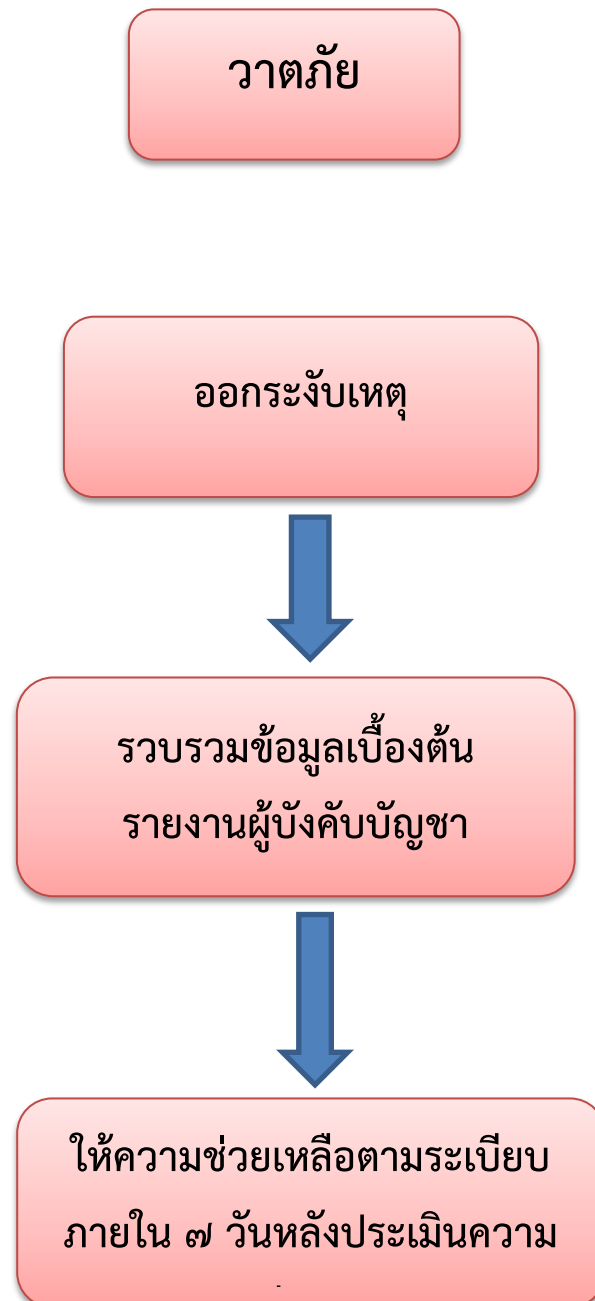 วาตภัย
ออกระงับเหตุ
รวบรวมข้อมูลเบื้องต้น
รายงานผู้บังคับบัญชา
ให้ความช่วยเหลือตามระเบียบ
ภายใน ๗ วันหลังประเมินความ